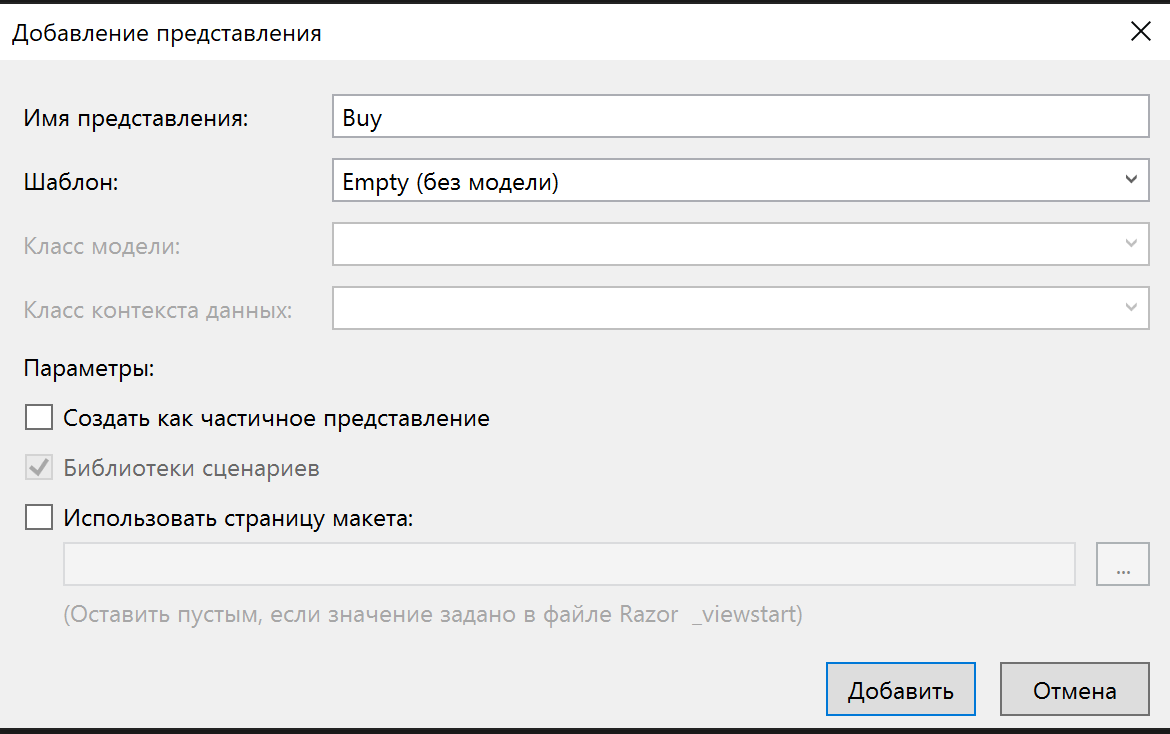 Добавление представления
Имя представления: Buy
Шаблон: Empty (без модели)
Класс модели:
Класс контекста данных:
Параметры:
Создать как частичное представление
Библиотеки сценариев
Использовать страницу макета:
...
(Оставить пустым, если значение задано в файле Razor _viewstart)
Добавить Отмена